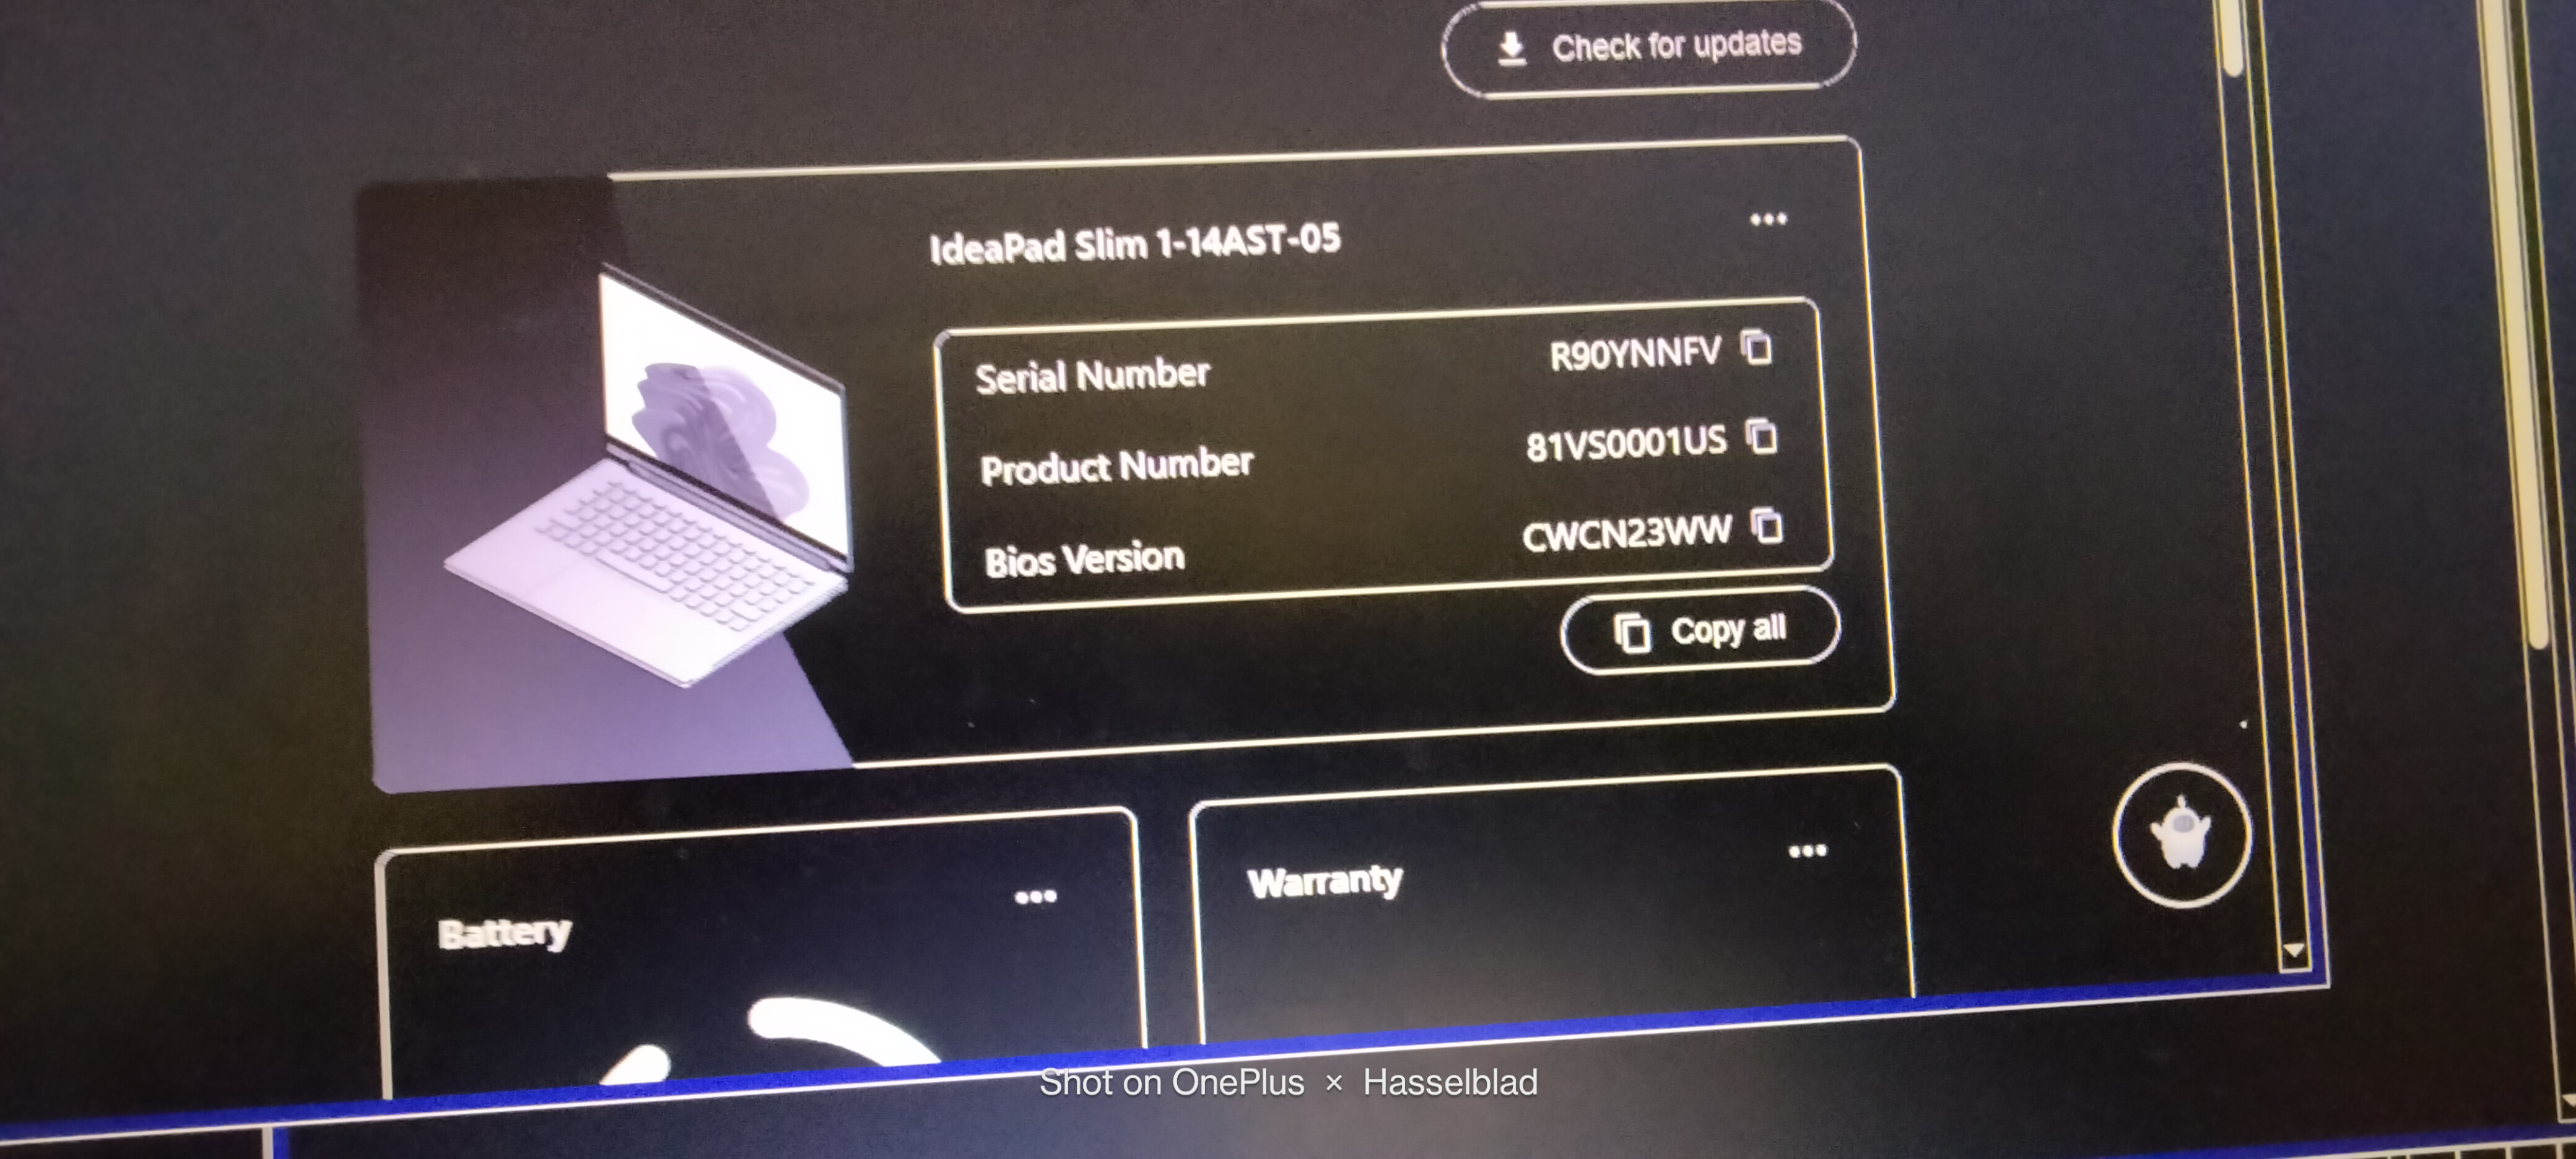 Check for updates
IdeaPad Slim 1-14AST-05
Serial Number R90YNNFV
Product Number 81VS0001US
Bios Version CWCN23WW
Copy all
Battery
Warranty
Shot on OnePlus × Hasselblad